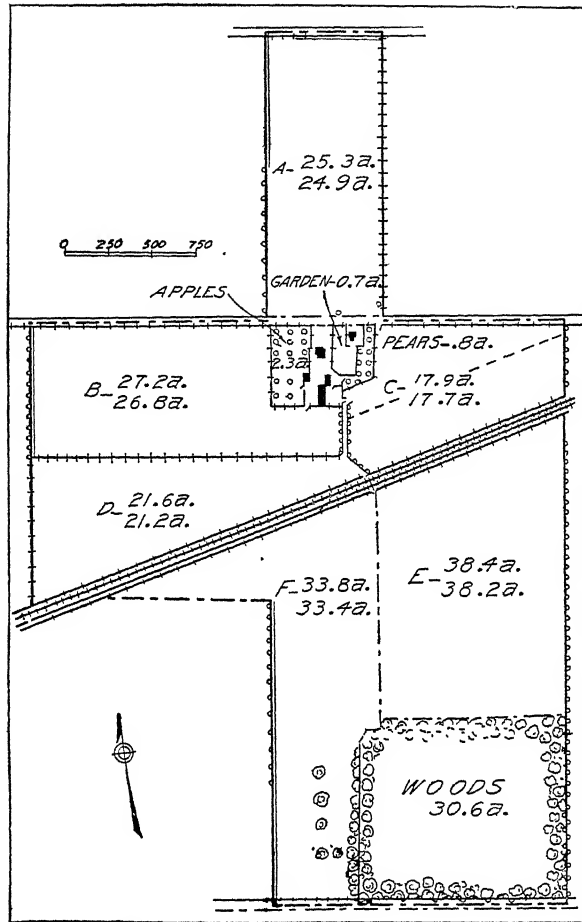 A- 25.3a.
24.9a.
0 250 500 750
APPLES
GARDEN-0.7a.
2.3a
PEARS-.8a.
B- 27.2a.
26.8a.
C- 17.9a.
17.7a.
D- 21.6a.
21.2a.
E- 38.4a.
38.2a.
F- 33.8a.
33.4a.
WOODS
30.6a.